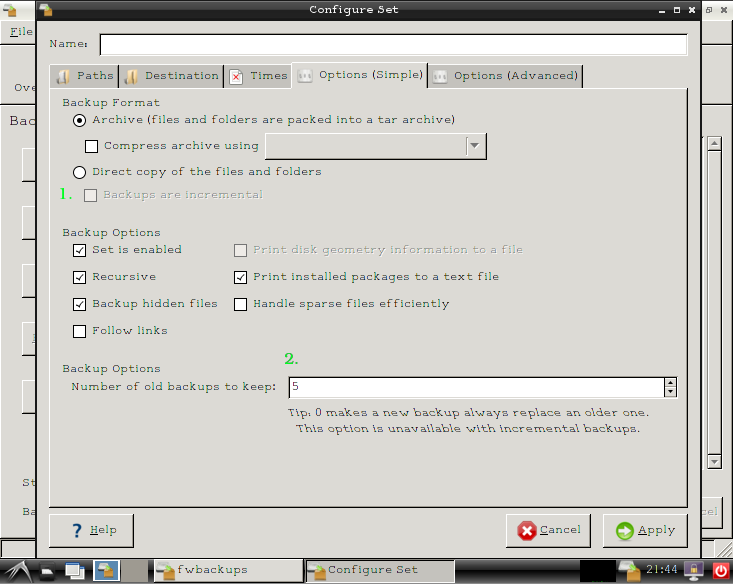 Configure Set
File
Name:
Ove
Paths
Destination
Times
Options (Simple)
Options (Advanced)
Bac
Backup Format
Archive (files and folders are packed into a tar archive)
Compress archive using
Direct copy of the files and folders
1.
Backups are incremental
Backup Options
Set is enabled
Print disk geometry information to a file
Recursive
Print installed packages to a text file
Backup hidden files
Handle sparse files efficiently
Follow links
2.
Backup Options
Number of old backups to keep:
5
Tip: 0 makes a new backup always replace an older one.
This option is unavailable with incremental backups.
St
Ba
cel
Help
Cancel
Apply
fwbackups
Configure Set
21:44